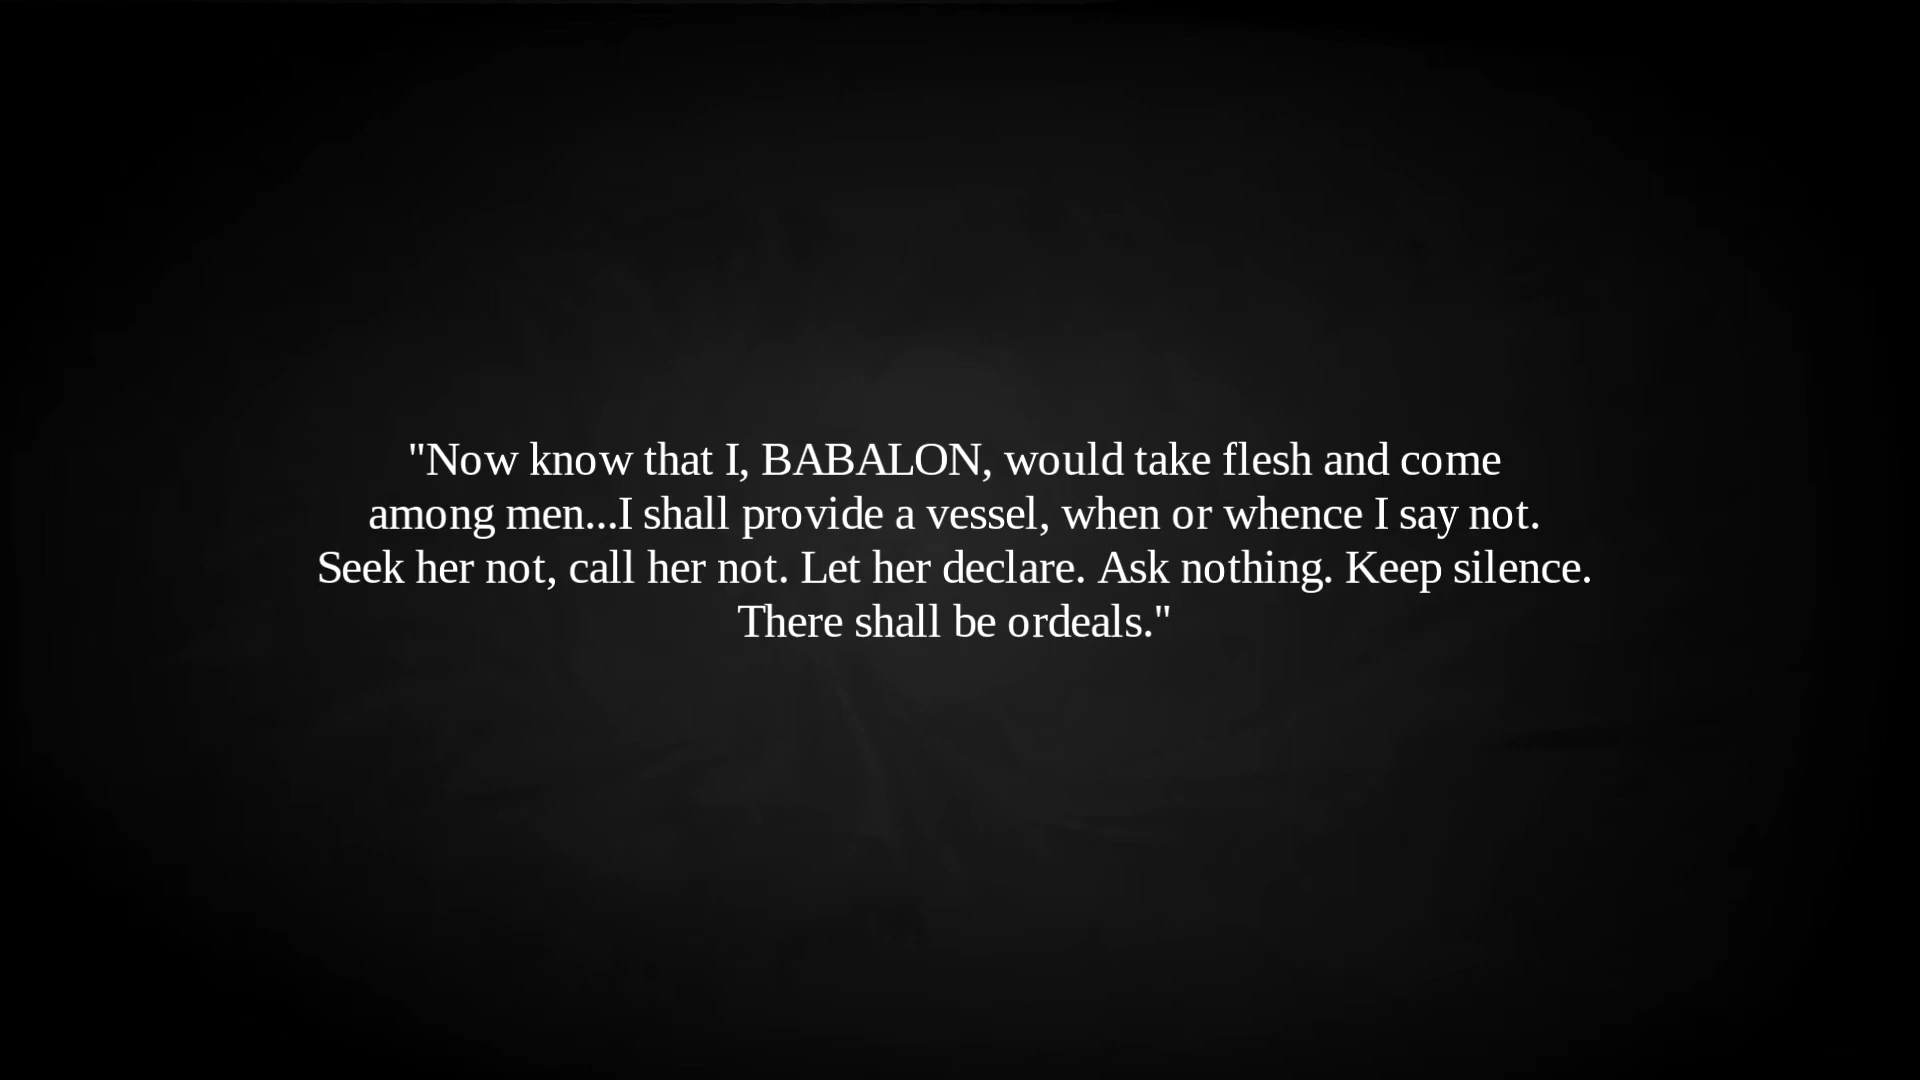 "Now know that I, BABALON, would take flesh and come
among men...I shall provide a vessel, when or whence I say not.
Seek her not, call her not. Let her declare. Ask nothing. Keep silence.
There shall be ordeals."